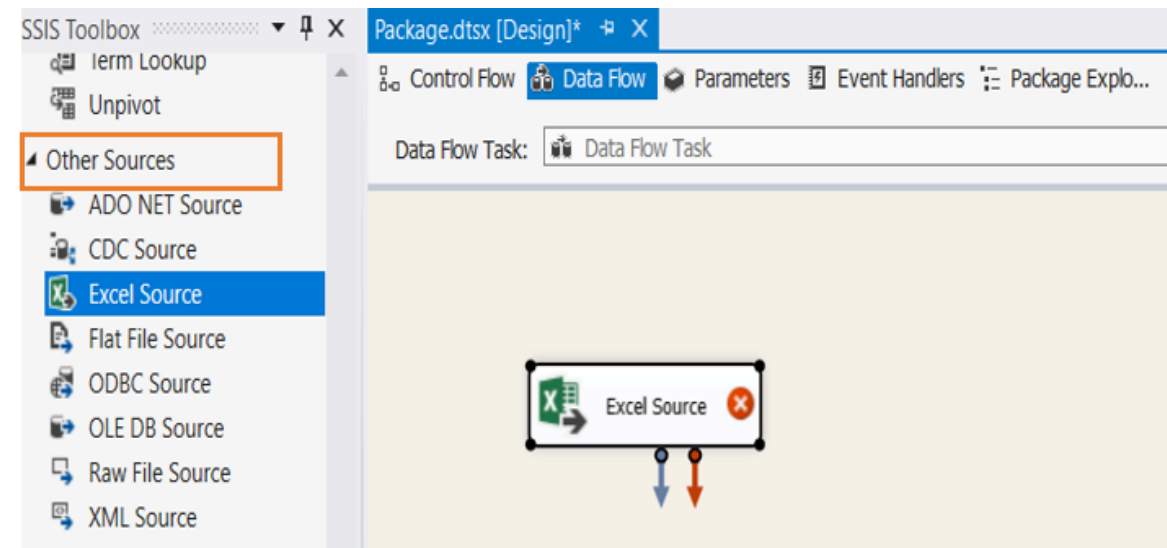 SSIS Toolbox
Term Lookup
Unpivot
Other Sources
ADO NET Source
CDC Source
Excel Source
Flat File Source
ODBC Source
OLE DB Source
Raw File Source
XML Source
Package.dtsx [Design]*
Control Flow Data Flow Parameters Event Handlers Package Explo...
Data Flow Task: Data Flow Task
Excel Source